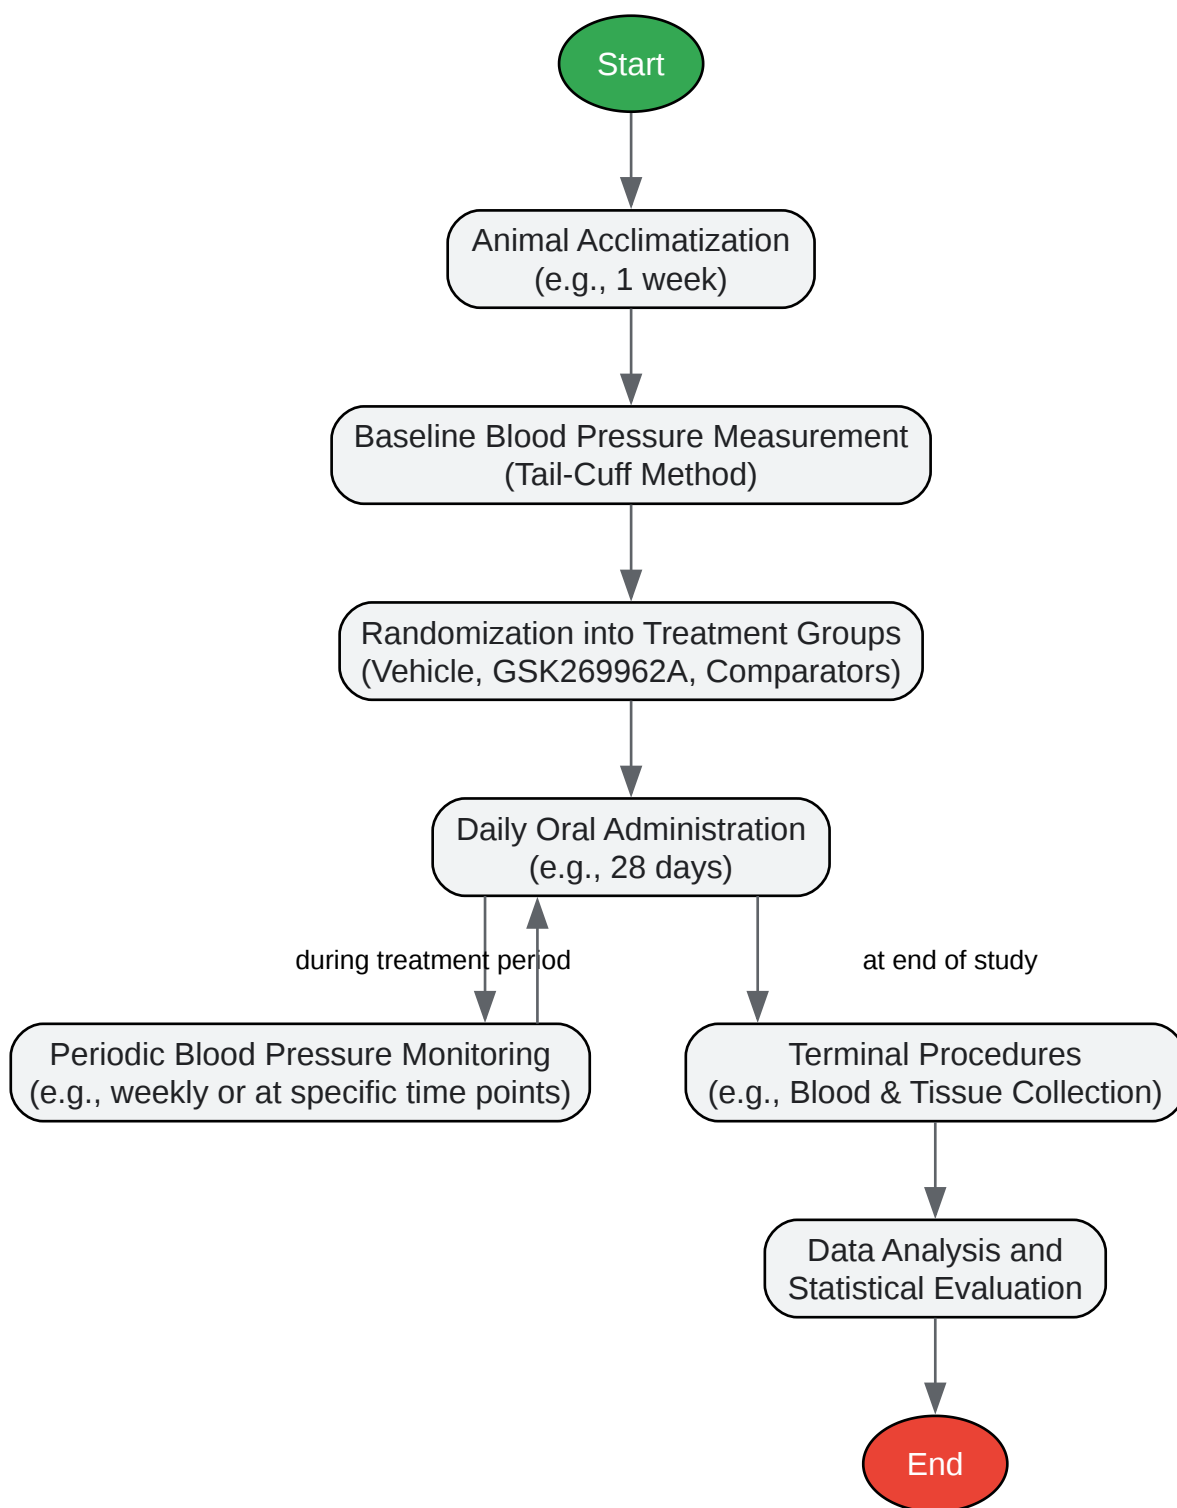 Start
Animal Acclimatization
(e.g., 1 week)
Baseline Blood Pressure Measurement
(Tail-Cuff Method)
Randomization into Treatment Groups
(Vehicle, GSK269962A, Comparators)
Daily Oral Administration
(e.g., 28 days)
during treatment period
at end of study
Periodic Blood Pressure Monitoring
(e.g., weekly or at specific time points)
Terminal Procedures
(e.g., Blood & Tissue Collection)
Data Analysis and
Statistical Evaluation
End